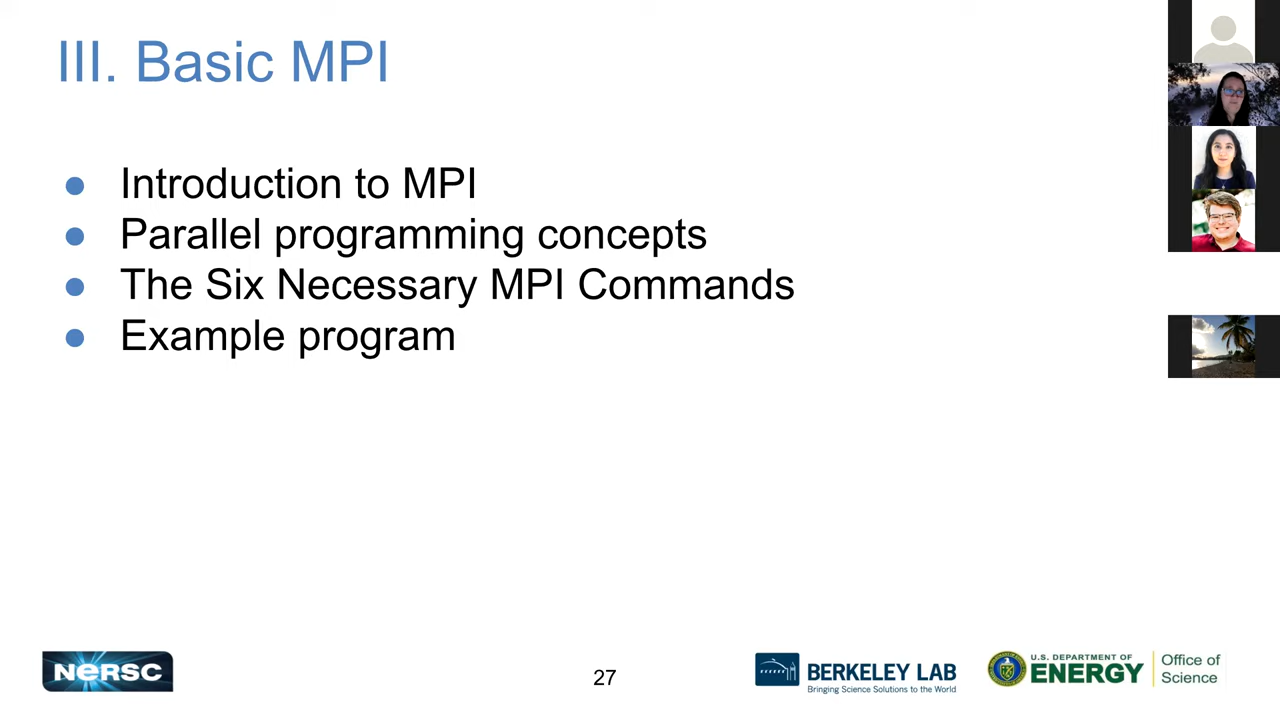 III. Basic MPI
● Introduction to MPI
● Parallel programming concepts
● The Six Necessary MPI Commands
● Example program
NERSC
27
BERKELEY LAB
Bringing Science Solutions to the World
U.S. DEPARTMENT OF
ENERGY
Office of
Science